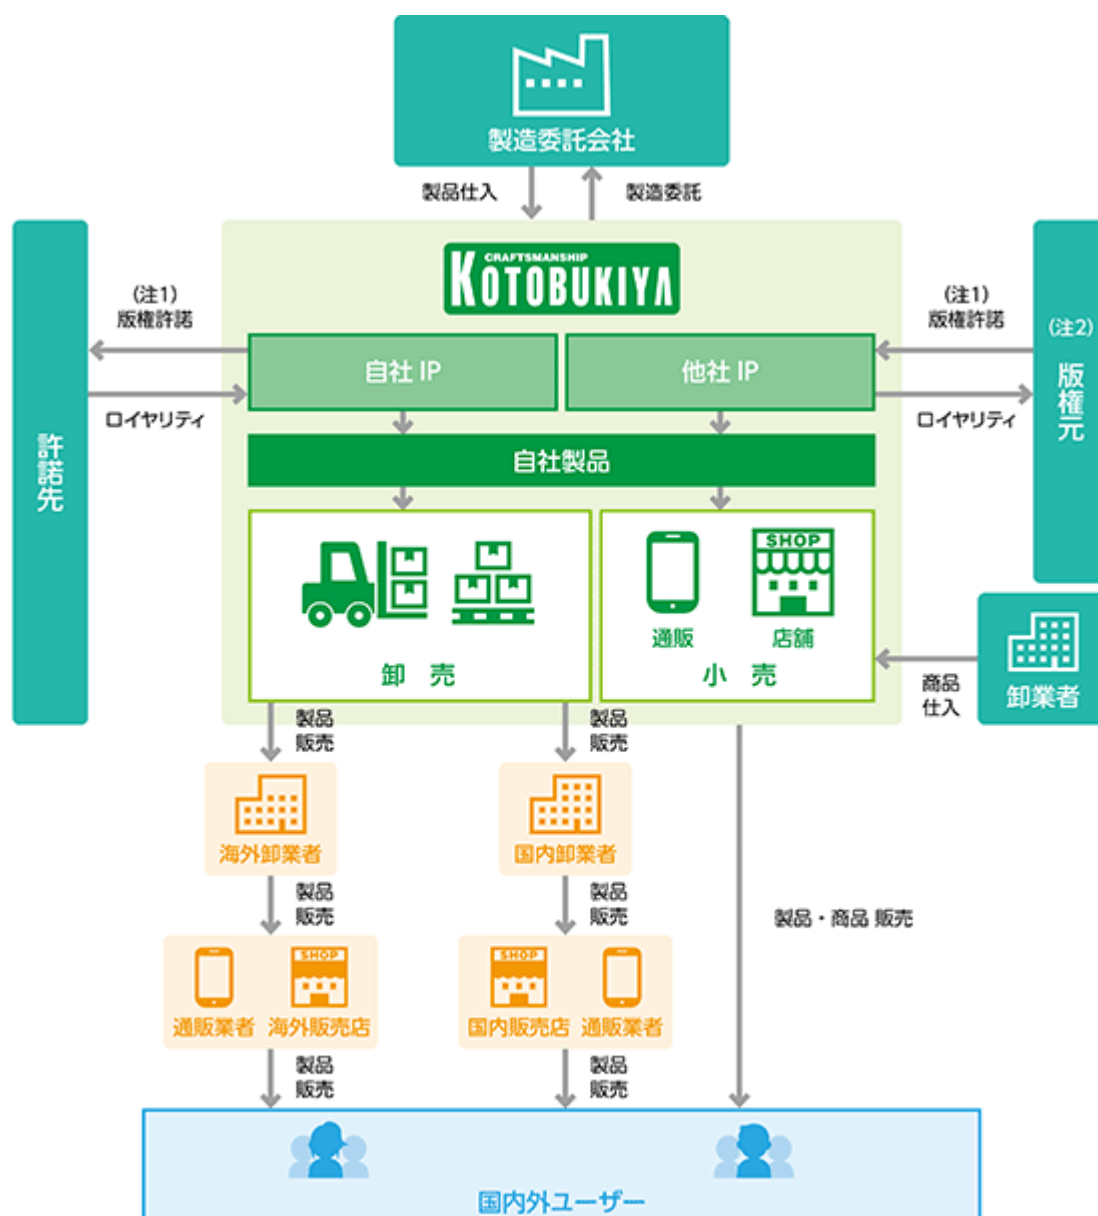 製造委託会社
製品仕入
製造委託
CRAFTSMANSHIP
KOTOBUKIYA
(注1)
版権許諾
ロイヤリティ
許諾先
自社 IP
他社 IP
(注1)
版権許諾
ロイヤリティ
(注2)
版権元
自社製品
卸 売
SHOP
通販
店舗
小 売
商品
仕入
卸業者
製品
販売
製品
販売
海外卸業者
国内卸業者
製品
販売
製品
販売
製品・商品 販売
SHOP
通販業者
海外販売店
SHOP
国内販売店
通販業者
製品
販売
製品
販売
国内外ユーザー